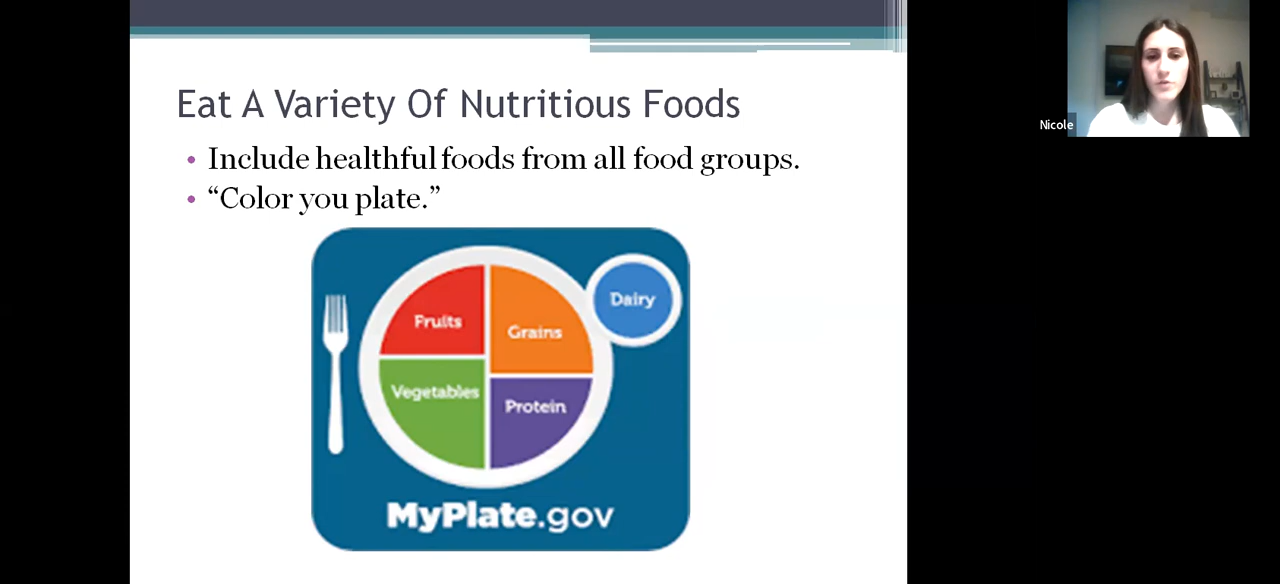 Eat A Variety Of Nutritious Foods
• Include healthful foods from all food groups.
• “Color you plate.”
Fruits
Grains
Dairy
Vegetables
Protein
MyPlate.gov
Nicole